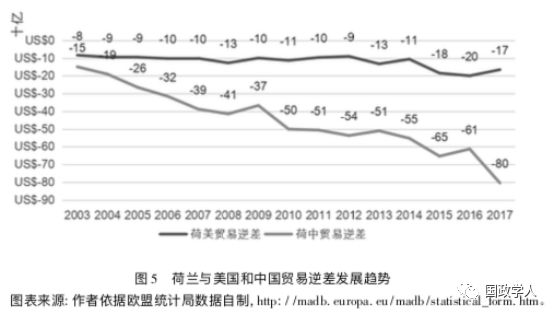 十亿
US$0
US$-10
US$-20
US$-30
US$-40
US$-50
US$-60
US$-70
US$-80
US$-90
-8 -9 -9 -10 -10 -13 -10 -11 -10 -9 -13 -11 -18 -20 -17
-15 -19 -26 -32 -39 -41 -37 -50 -51 -54 -51 -55 -65 -61 -80
2003 2004 2005 2006 2007 2008 2009 2010 2011 2012 2013 2014 2015 2016 2017
荷美贸易逆差 荷中贸易逆差
图 5 荷兰与美国和中国贸易逆差发展趋势
图表来源: 作者依据欧盟统计局数据自制, http: //madb. europa. eu/madb/statistical_form. htm。
国政学人